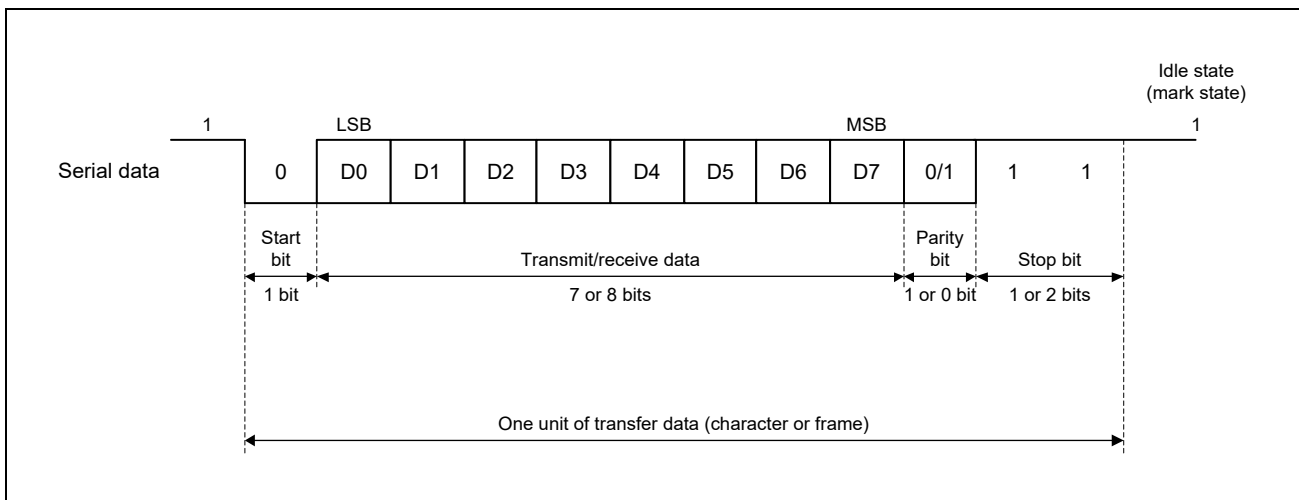 Idle state
(mark state)
1 LSB MSB 1
Serial data 0 D0 D1 D2 D3 D4 D5 D6 D7 0/1 1 1
Start
bit
Transmit/receive data
Parity
bit
Stop bit
1 bit 7 or 8 bits 1 or 0 bit 1 or 2 bits
One unit of transfer data (character or frame)